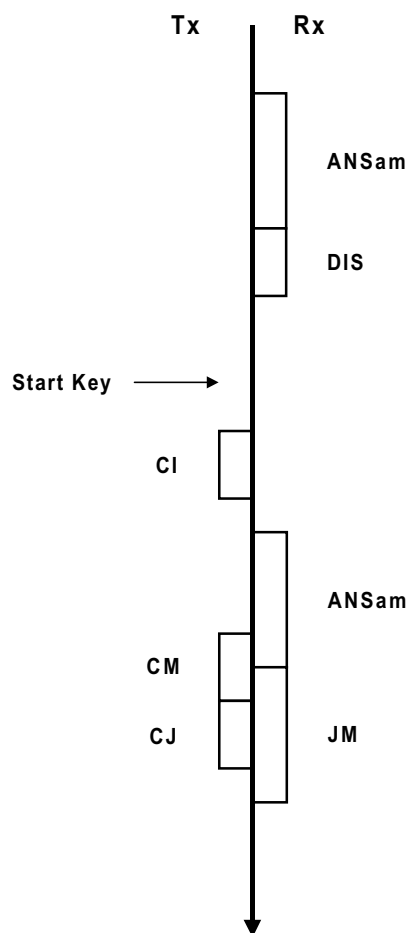 Tx Rx
ANSam
DIS
Start Key
CI
ANSam
CM
CJ JM